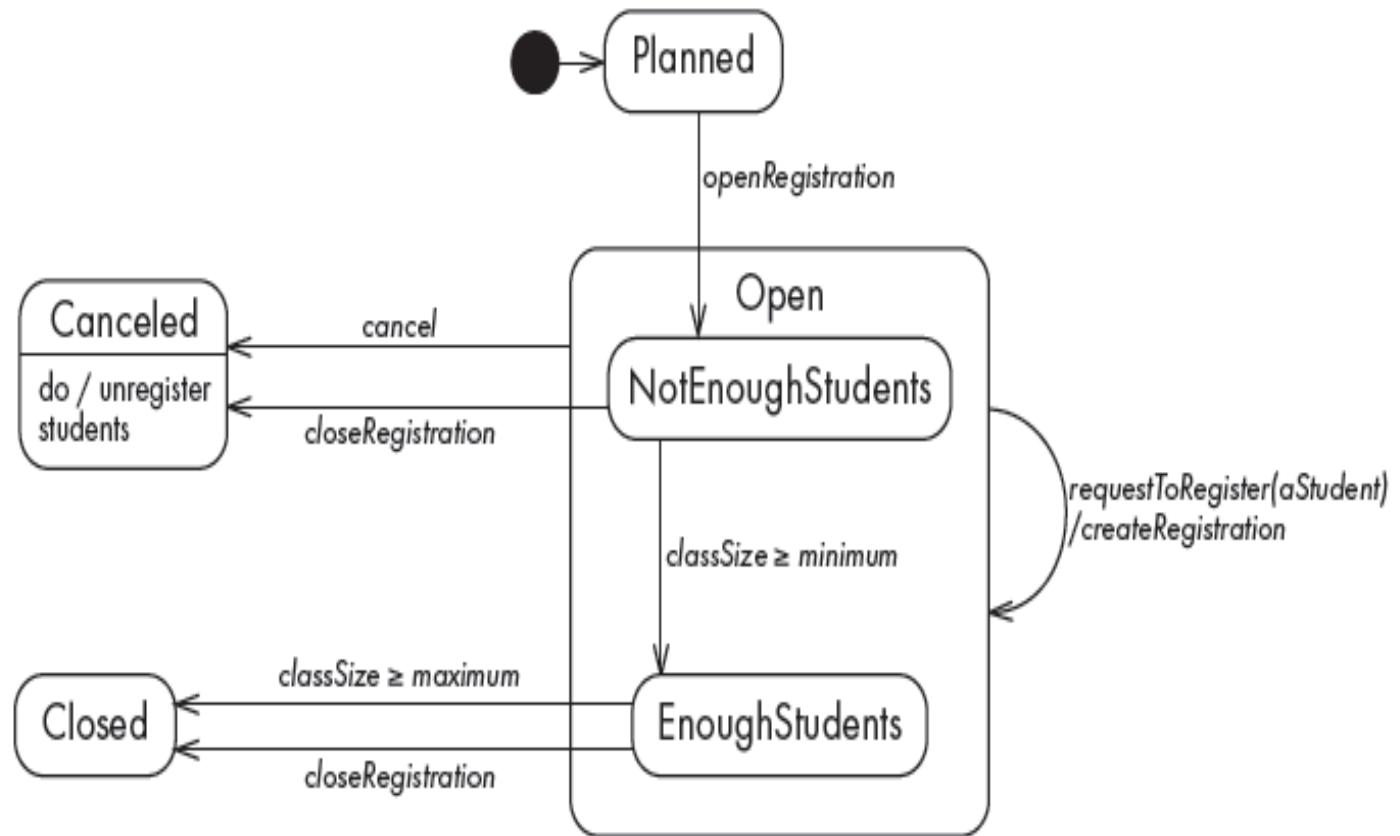 Planned
openRegistration
Open
Canceled
do / unregister
students
cancel
closeRegistration
NotEnoughStudents
requestToRegister(aStudent)
/createRegistration
classSize ≥ minimum
classSize ≥ maximum
Closed
closeRegistration
EnoughStudents